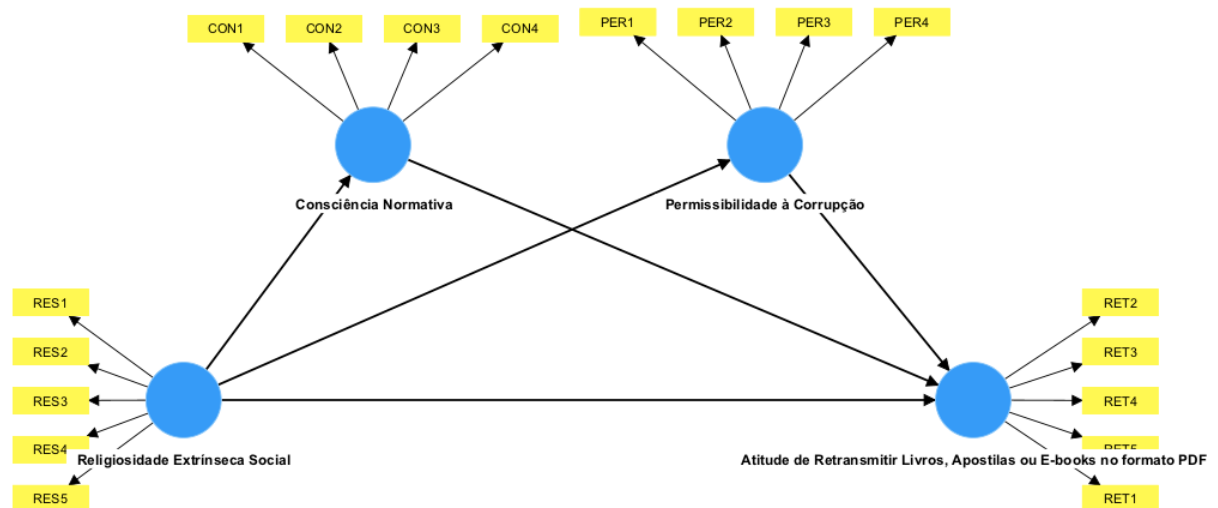 CON1 CON2 CON3 CON4
PER1 PER2 PER3 PER4
Consciência Normativa
Permissibilidade à Corrupção
RES1
RES2
RES3
RES4
Religiosidade Extrínseca Social
RES5
RET2
RET3
RET4
RET5
Atitude de Retransmitir Livros, Apostilas ou E-books no formato PDF
RET1